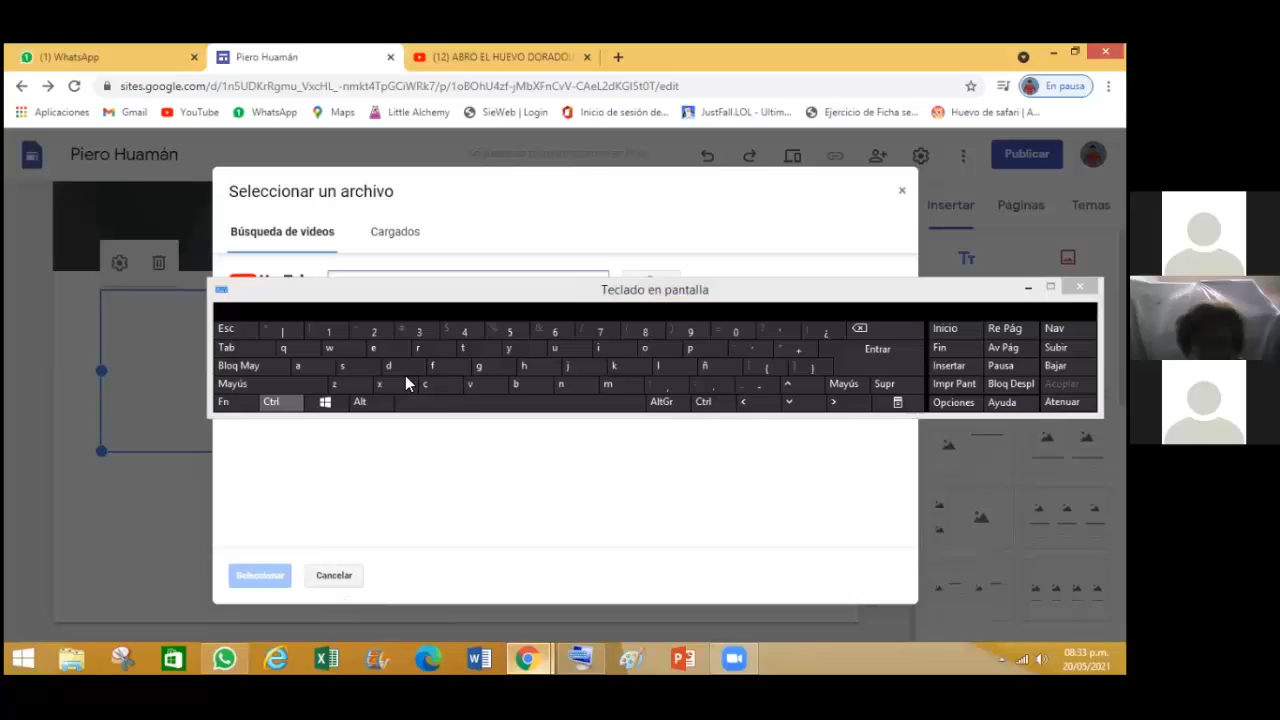 (1) WhatsApp
Piero Huamán
(12) ABRO EL HUEVO DORADO
sites.google.com/d/1n5UDKrRgmu_VxcHL_-nmkt4TpGCiWRk7/p/1oBOhU4zf-jMbXFnCvV-CAeL2dKGISt0T/edit
En pausa
Aplicaciones
Gmail
YouTube
WhatsApp
Maps
Little Alchemy
SieWeb | Login
Inicio de sesión de...
JustFall.LOL - Ultim...
Ejercicio de Ficha se...
Huevo de safari | A...
Piero Huamán
Publicar
Seleccionar un archivo
Insertar Páginas Temas
Búsqueda de videos Cargados
Teclado en pantalla
Esc | 1 2 3 4 5 6 7 8 9 0 ' ¿ Inicio Re Pág Nav
Tab q w e r t y u i o p ´ + Entrar Fin Av Pág Subir
Bloq May a s d f g h j k l ñ { } Insertar Pausa Bajar
Mayús z x c v b n m , . - ^ Mayús Supr Impr Pant Bloq Despl Acoplar
Fn Ctrl Alt AltGr Ctrl < > Opciones Ayuda Atenuar
Seleccionar Cancelar
08:33 p.m.
20/05/2021